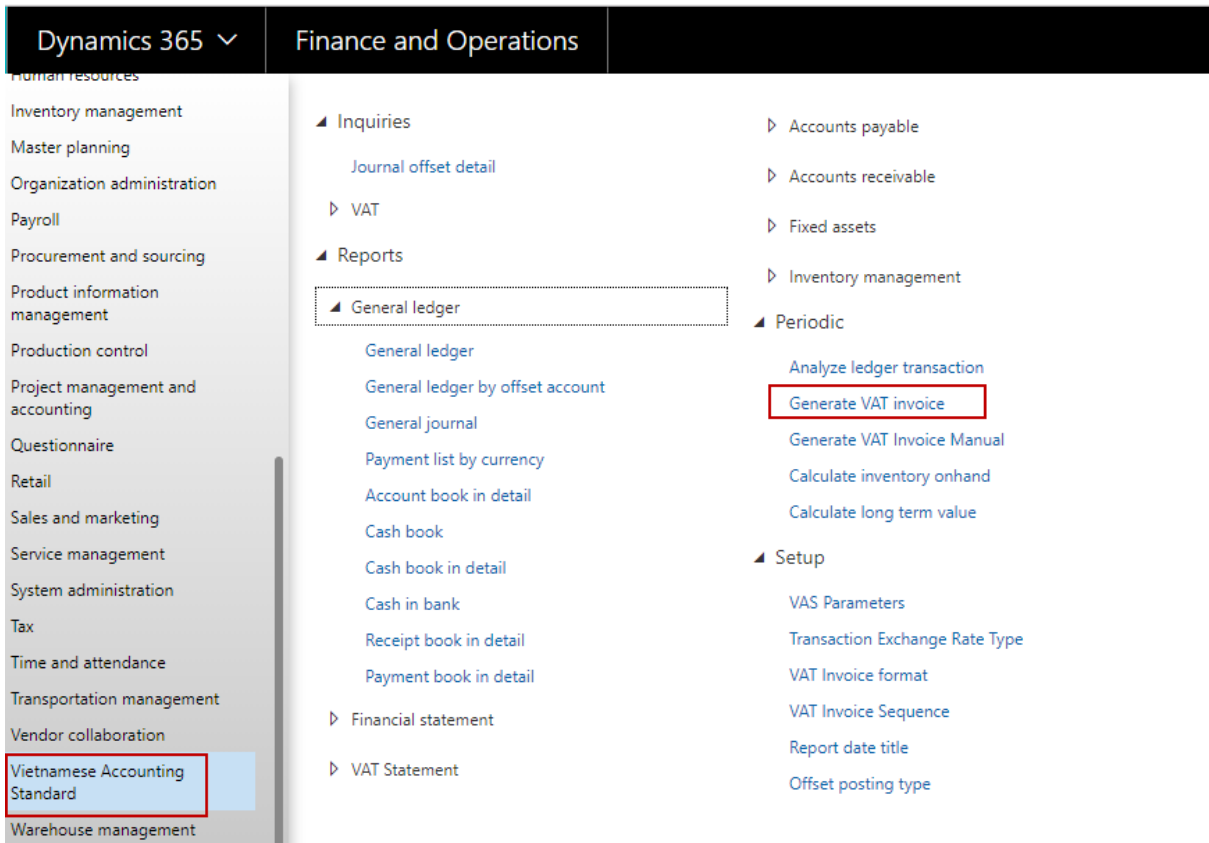 Dynamics 365
Finance and Operations
Human resources
Inventory management
Master planning
Organization administration
Payroll
Procurement and sourcing
Product information
management
Production control
Project management and
accounting
Questionnaire
Retail
Sales and marketing
Service management
System administration
Tax
Time and attendance
Transportation management
Vendor collaboration
Vietnamese Accounting
Standard
Warehouse management
Inquiries
Journal offset detail
VAT
Reports
General ledger
General ledger
General ledger by offset account
General journal
Payment list by currency
Account book in detail
Cash book
Cash book in detail
Cash in bank
Receipt book in detail
Payment book in detail
Financial statement
VAT Statement
Accounts payable
Accounts receivable
Fixed assets
Inventory management
Periodic
Analyze ledger transaction
Generate VAT invoice
Generate VAT Invoice Manual
Calculate inventory onhand
Calculate long term value
Setup
VAS Parameters
Transaction Exchange Rate Type
VAT Invoice format
VAT Invoice Sequence
Report date title
Offset posting type